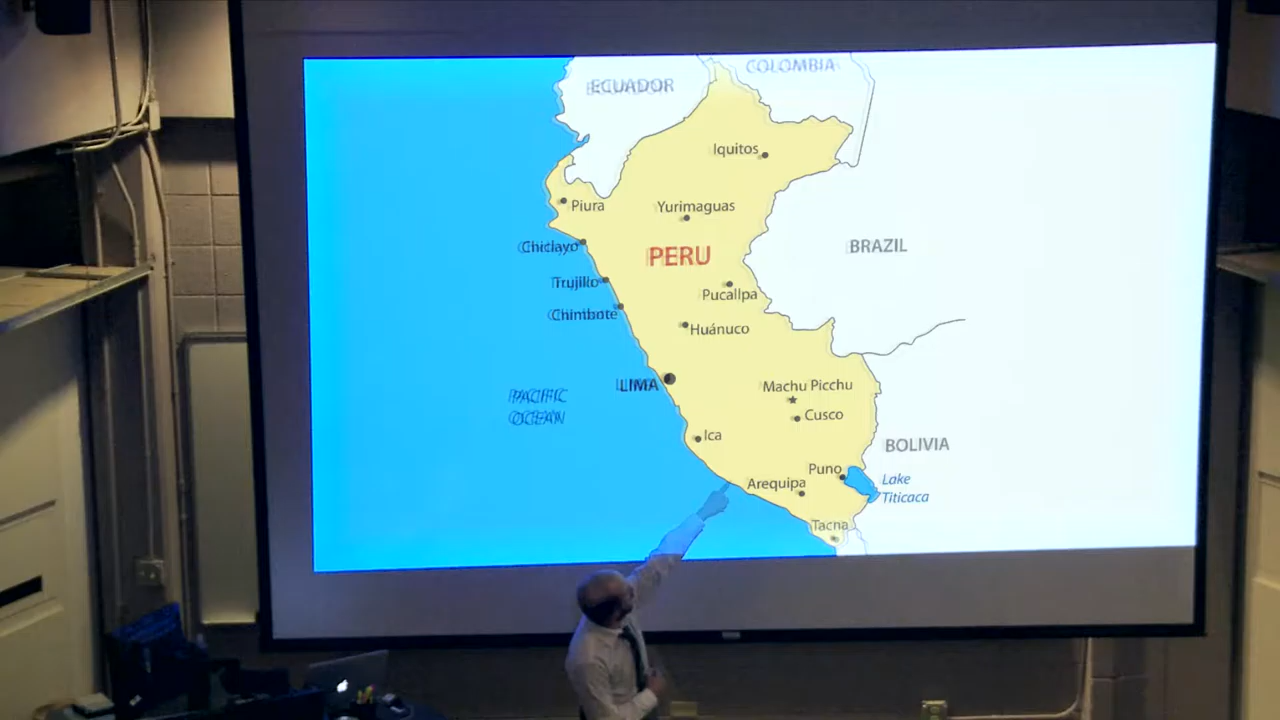 COLOMBIA
ECUADOR
Iquitos
Piura
Yurimaguas
Chiclayo
PERU
BRAZIL
Trujillo
Pucallpa
Chimbote
Huánuco
LIMA
Machu Picchu
PACIFIC
OCEAN
Cusco
Ica
BOLIVIA
Puno
Arequipa
Lake
Titicaca
Tacna